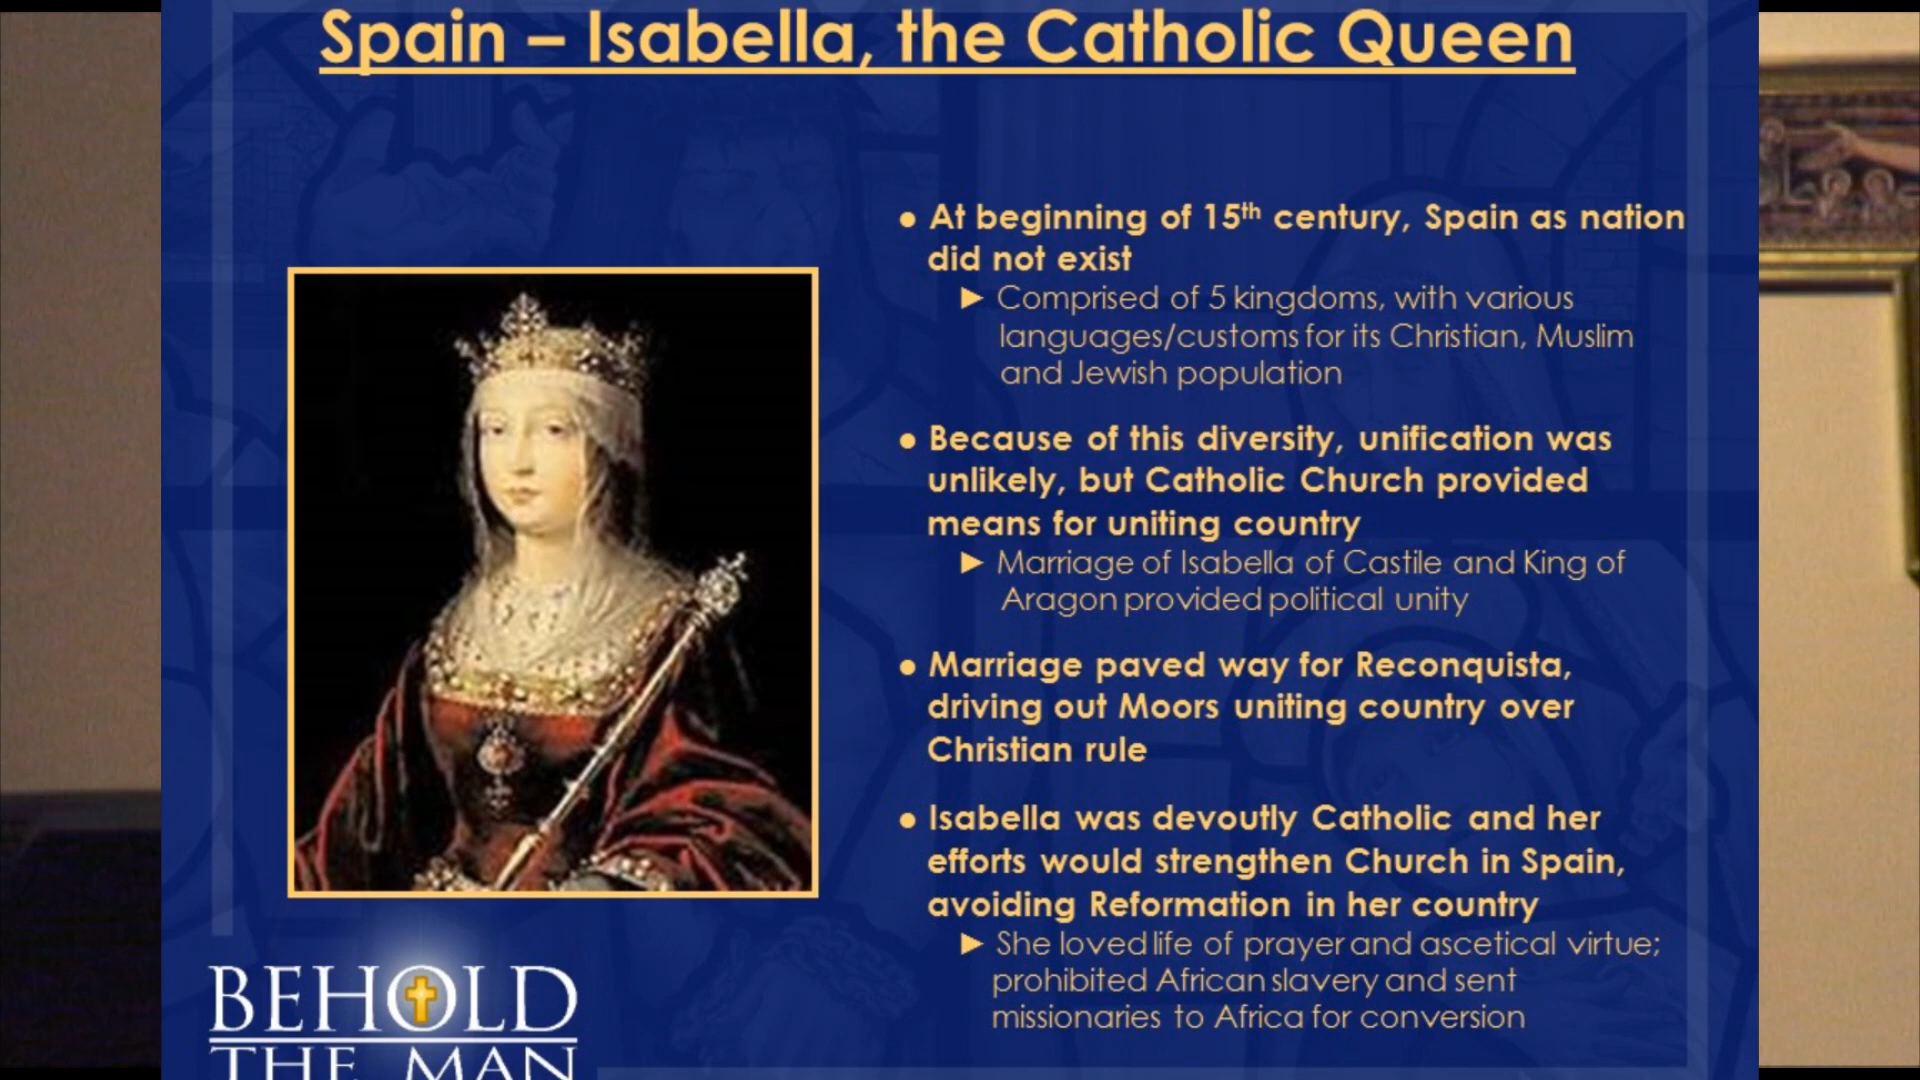 Spain – Isabella, the Catholic Queen
• At beginning of 15th century, Spain as nation
did not exist
► Comprised of 5 kingdoms, with various
languages/customs for its Christian, Muslim
and Jewish population
• Because of this diversity, unification was
unlikely, but Catholic Church provided
means for uniting country
► Marriage of Isabella of Castile and King of
Aragon provided political unity
• Marriage paved way for Reconquista,
driving out Moors uniting country over
Christian rule
• Isabella was devoutly Catholic and her
efforts would strengthen Church in Spain,
avoiding Reformation in her country
► She loved life of prayer and ascetical virtue;
prohibited African slavery and sent
missionaries to Africa for conversion
BEHOLD
THE MAN